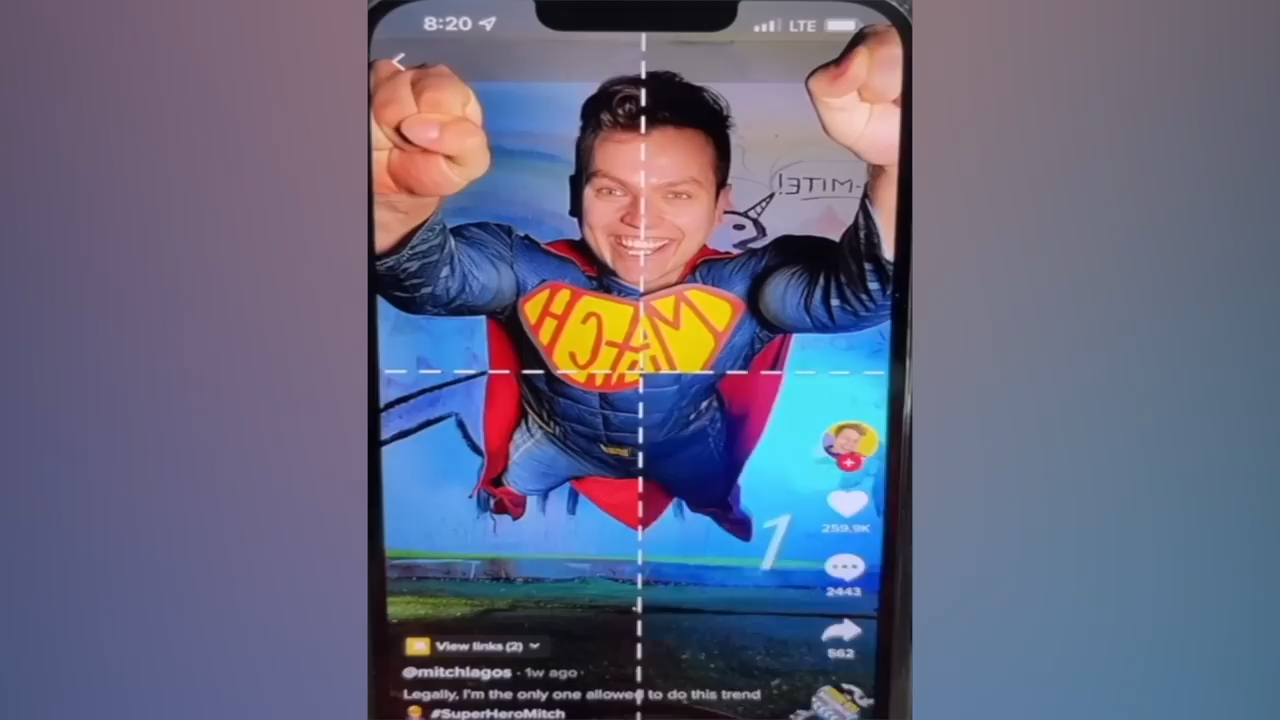 8:20
LTE
-MITE!
MITCH
1
259.9K
2443
562
View links (2)
@mitchlagos · 1w ago
Legally, I'm the only one allowed to do this trend
#SuperHeroMitch